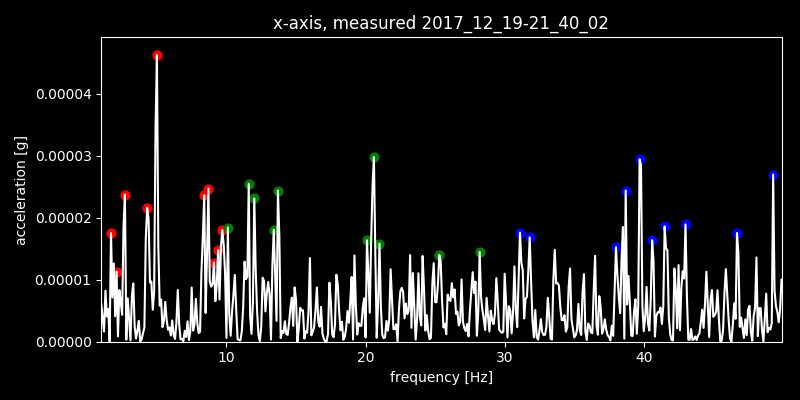 x-axis, measured 2017_12_19-21_40_02
acceleration [g]
0.00004
0.00003
0.00002
0.00001
0.00000
10 20 30 40
frequency [Hz]